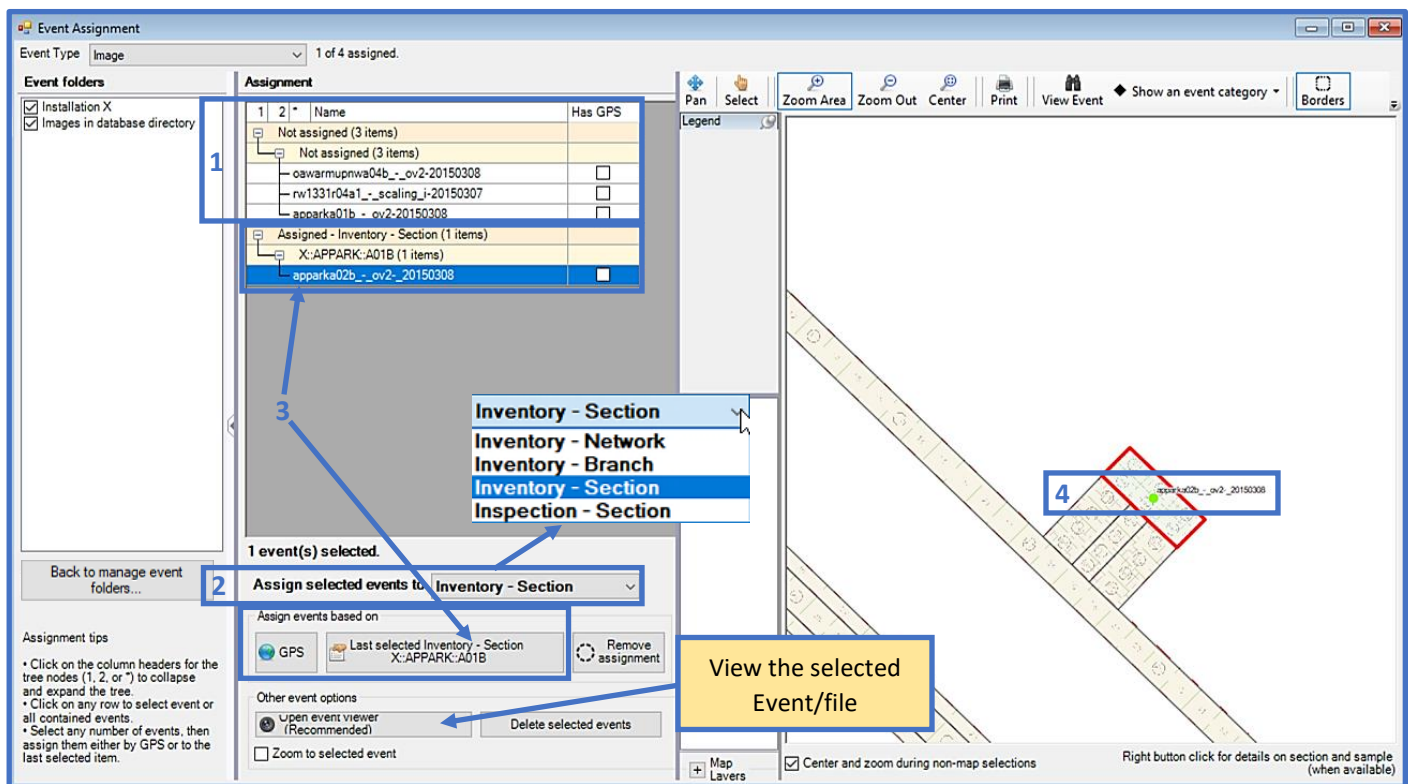 Event Assignment
Event Type Image 1 of 4 assigned.
Event folders
Installation X
Images in database directory
Assignment
1 2 * Name Has GPS
Not assigned (3 items)
Not assigned (3 items)
oawarmupnwa04b_-_ov2-20150308
rw1331r04a1_-_scaling_i-20150307
apparka01b_-_ov2-20150308
Assigned - Inventory - Section (1 items)
X::APPARK::A01B (1 items)
apparka02b_-_ov2-_20150308
1
3
Inventory - Section
Inventory - Network
Inventory - Branch
Inventory - Section
Inspection - Section
1 event(s) selected.
2 Assign selected events to Inventory - Section
Assign events based on
GPS
Last selected Inventory - Section
X::APPARK::A01B
Remove
assignment
Other event options
Open event viewer
(Recommended)
Delete selected events
Zoom to selected event
Back to manage event
folders...
Assignment tips
• Click on the column headers for the
tree nodes (1, 2, or *) to collapse
and expand the tree.
• Click on any row to select event or
all contained events.
• Select any number of events, then
assign them either by GPS or to the
last selected item.
View the selected
Event/file
Pan Select Zoom Area Zoom Out Center Print View Event Show an event category Borders
Legend
4 apparka02b_-_ov2-_20150308
Map
Layers
Center and zoom during non-map selections
Right button click for details on section and sample
(when available)